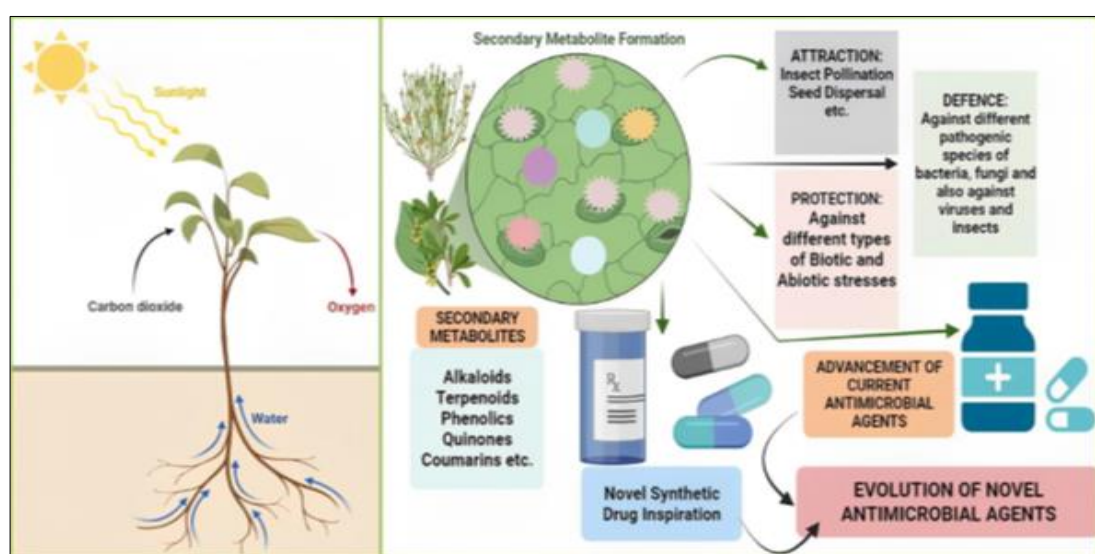 Sunlight
Carbon dioxide
Oxygen
Water
Secondary Metabolite Formation
ATTRACTION:
Insect Pollination
Seed Dispersal
etc.
DEFENCE:
Against different
pathogenic
species of
bacteria, fungi and
also against
viruses and
insects
PROTECTION:
Against
different types
of Biotic and
Abiotic stresses
SECONDARY
METABOLITES
Alkaloids
Terpenoids
Phenolics
Quinones
Coumarins etc.
Rx
ADVANCEMENT OF
CURRENT
ANTIMICROBIAL
AGENTS
Novel Synthetic
Drug Inspiration
EVOLUTION OF NOVEL
ANTIMICROBIAL AGENTS